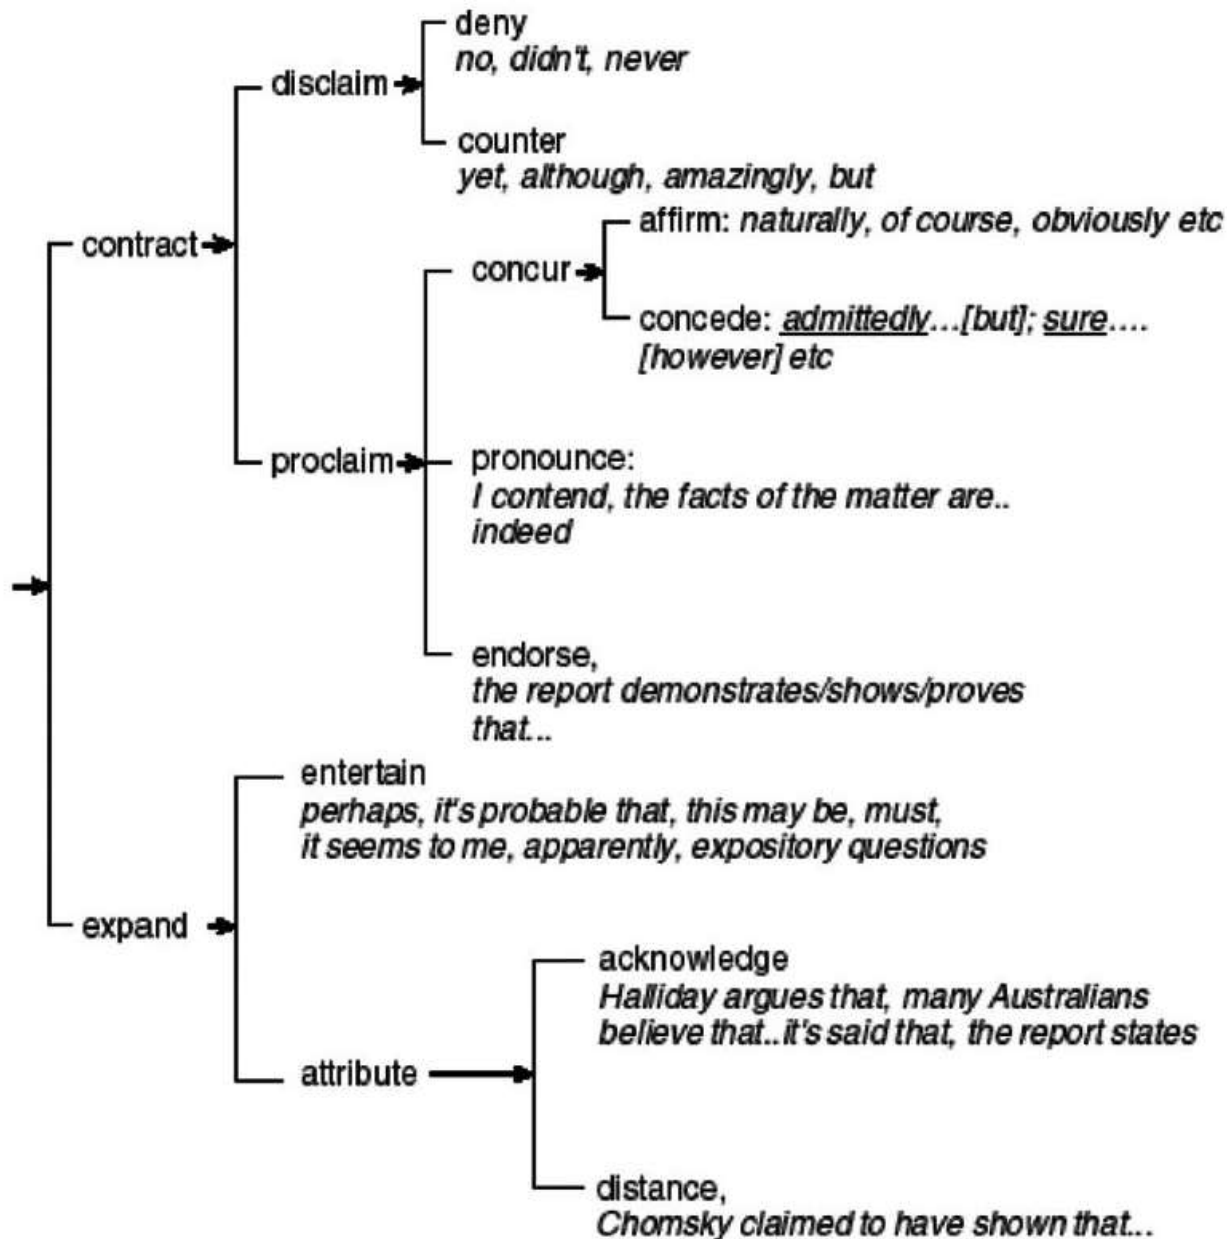 deny
no, didn't, never
disclaim
counter
yet, although, amazingly, but
affirm: naturally, of course, obviously etc
contract
concur
concede: admittedly...[but]; sure....
[however] etc
proclaim
pronounce:
I contend, the facts of the matter are..
indeed
endorse,
the report demonstrates/shows/proves
that...
entertain
perhaps, it's probable that, this may be, must,
it seems to me, apparently, expository questions
expand
acknowledge
Halliday argues that, many Australians
believe that..it's said that, the report states
attribute
distance,
Chomsky claimed to have shown that...